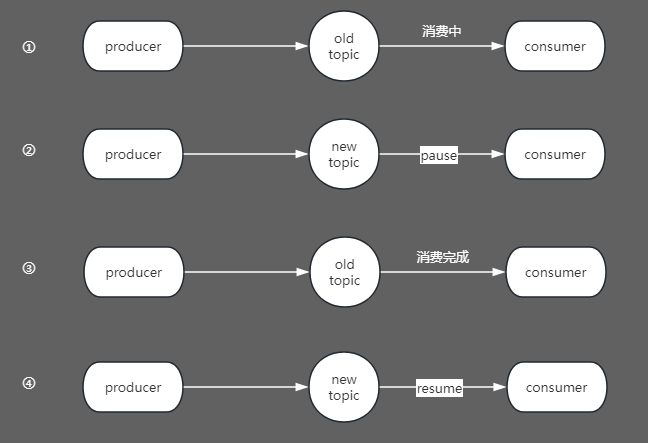 ①
producer
old
topic
消费中
consumer
②
producer
new
topic
pause
consumer
③
producer
old
topic
消费完成
consumer
④
producer
new
topic
resume
consumer